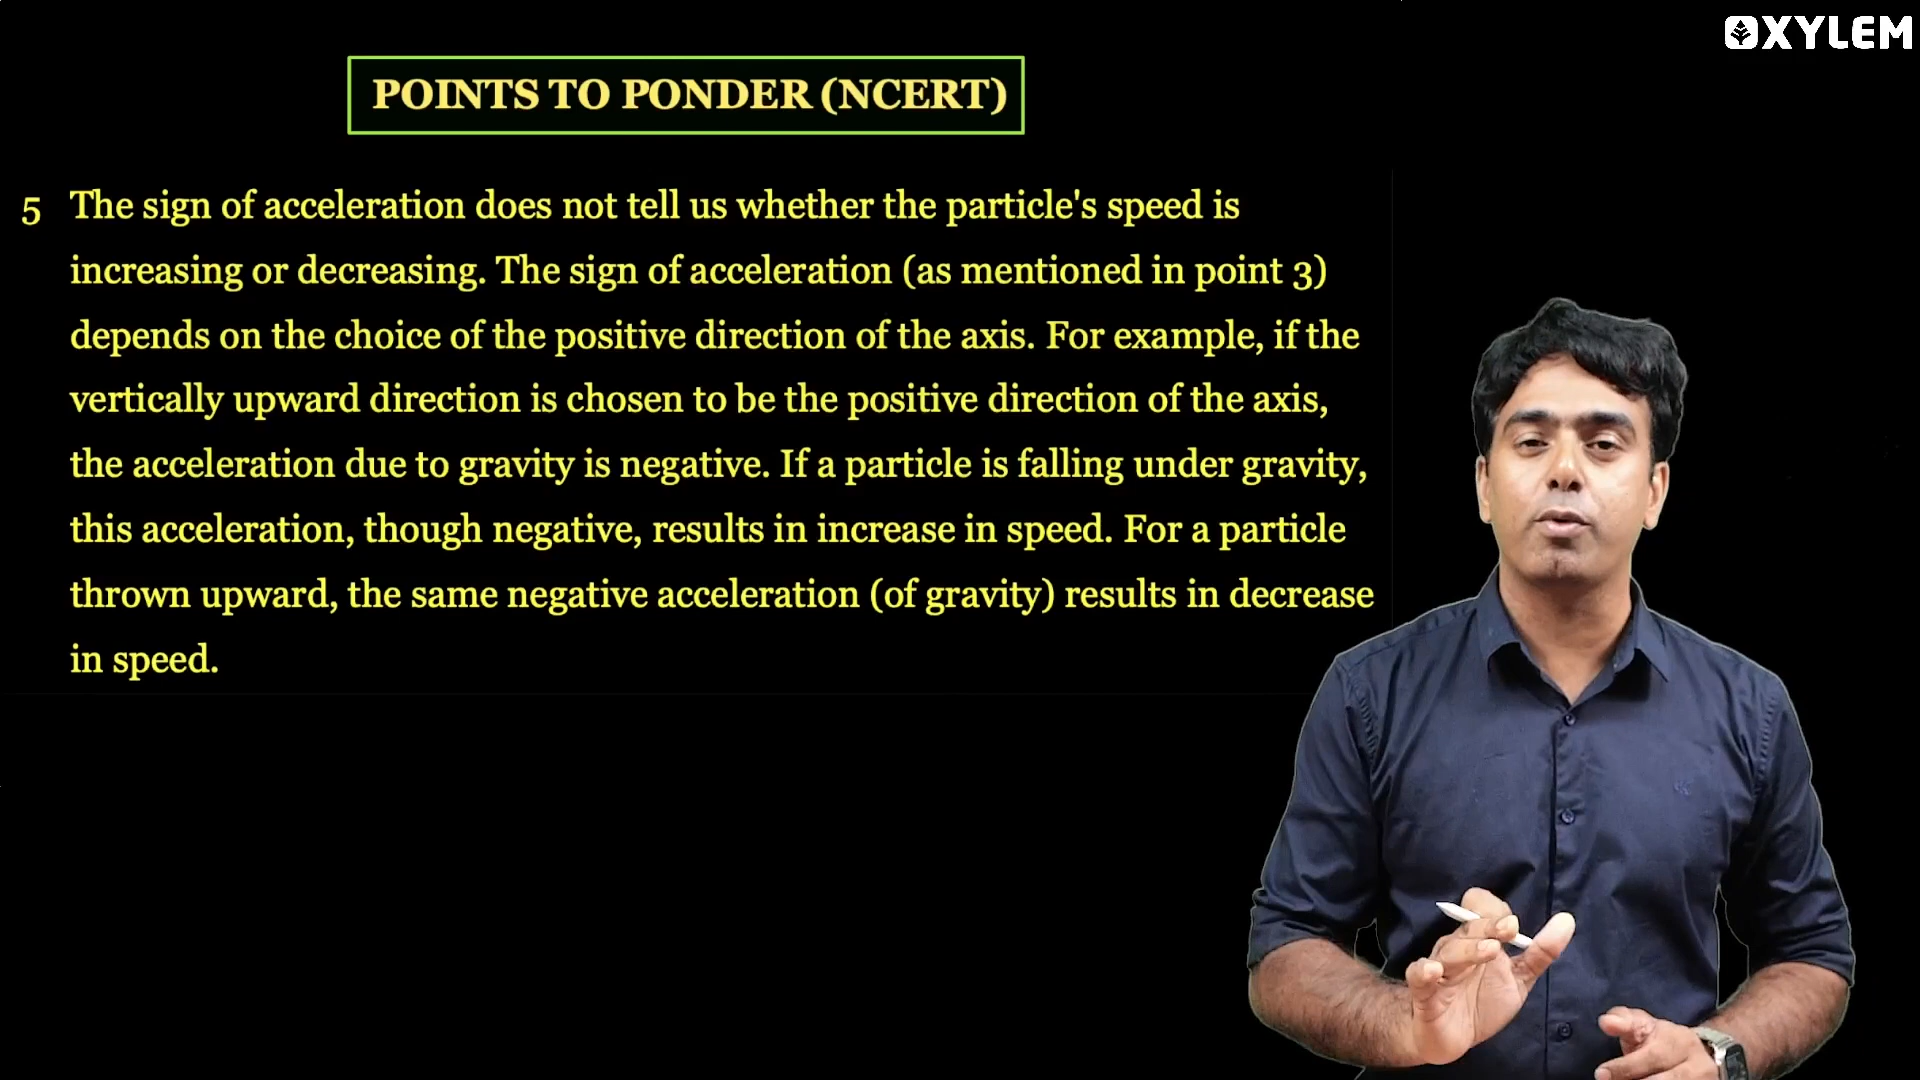 XYLEM
POINTS TO PONDER (NCERT)
5 The sign of acceleration does not tell us whether the particle's speed is
increasing or decreasing. The sign of acceleration (as mentioned in point 3)
depends on the choice of the positive direction of the axis. For example, if the
vertically upward direction is chosen to be the positive direction of the axis,
the acceleration due to gravity is negative. If a particle is falling under gravity,
this acceleration, though negative, results in increase in speed. For a particle
thrown upward, the same negative acceleration (of gravity) results in decrease
in speed.